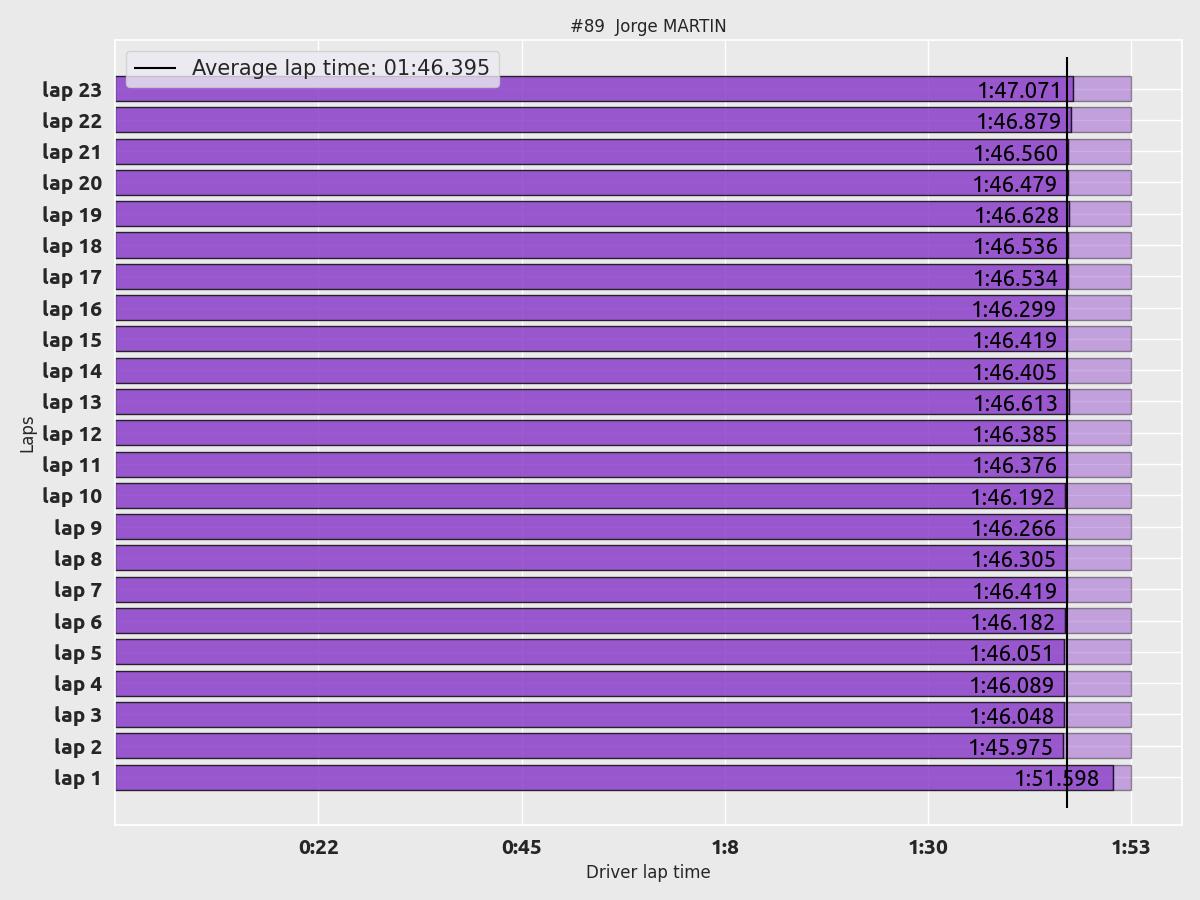 #89 Jorge MARTIN
Average lap time: 01:46.395
lap 23 1:47.071
lap 22 1:46.879
lap 21 1:46.560
lap 20 1:46.479
lap 19 1:46.628
lap 18 1:46.536
lap 17 1:46.534
lap 16 1:46.299
lap 15 1:46.419
lap 14 1:46.405
lap 13 1:46.613
lap 12 1:46.385
lap 11 1:46.376
lap 10 1:46.192
lap 9 1:46.266
lap 8 1:46.305
lap 7 1:46.419
lap 6 1:46.182
lap 5 1:46.051
lap 4 1:46.089
lap 3 1:46.048
lap 2 1:45.975
lap 1 1:51.598
Laps
0:22 0:45 1:8 1:30 1:53
Driver lap time